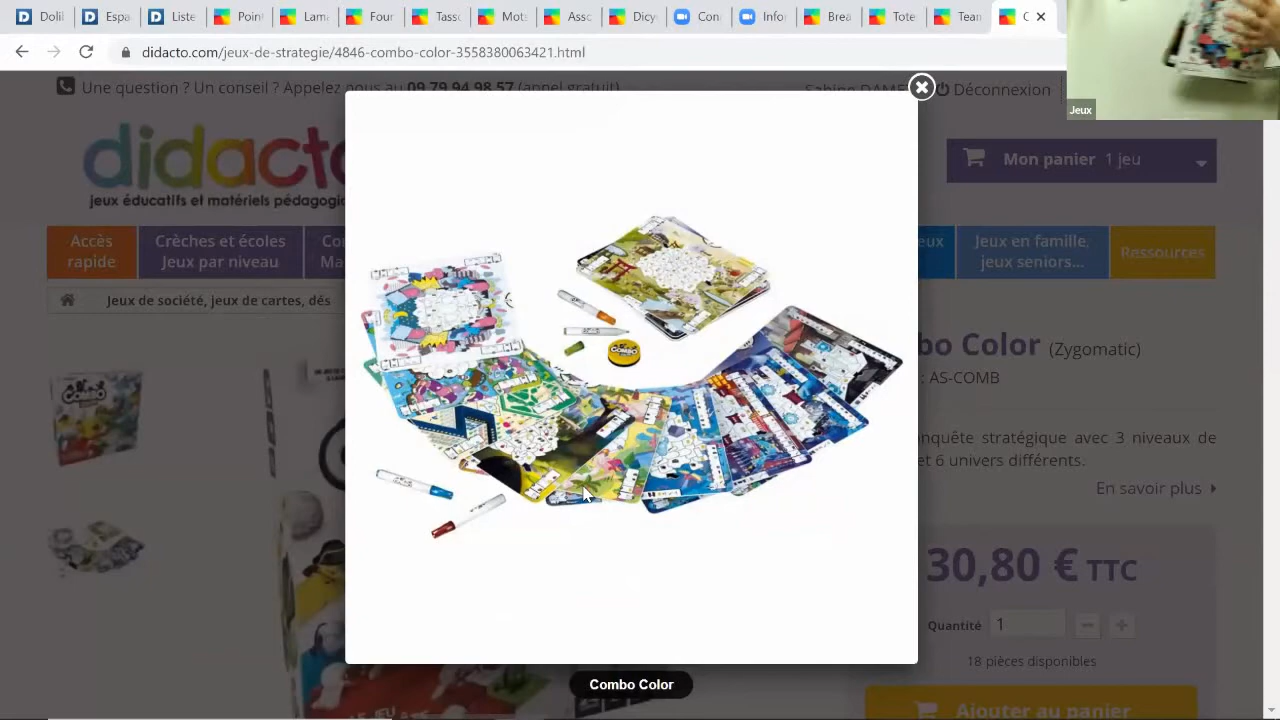 Doli
Espa
Liste
Point
Lama
Four
Tass
Mots
Asso
Dicy
Con
Infor
Brea
Tote
Team
C
didacto.com/jeux-de-strategie/4846-combo-color-3558380063421.html
Jeux
Une question ? Un conseil ? Appelez nous au 09 79 94 98 57 (appel gratuit)
Déconnexion
didacto
jeux éducatifs et matériels pédagogi
Mon panier 1 jeu
Accès rapide
Crèches et écoles
Jeux par niveau
Jeux en famille,
jeux seniors...
Ressources
Jeux de société, jeux de cartes, dés
bo Color (Zygomatic)
: AS-COMB
nquête stratégique avec 3 niveaux de
et 6 univers différents.
En savoir plus
30,80 € TTC
Quantité 1
18 pièces disponibles
Ajouter au panier
COMBO
Combo Color